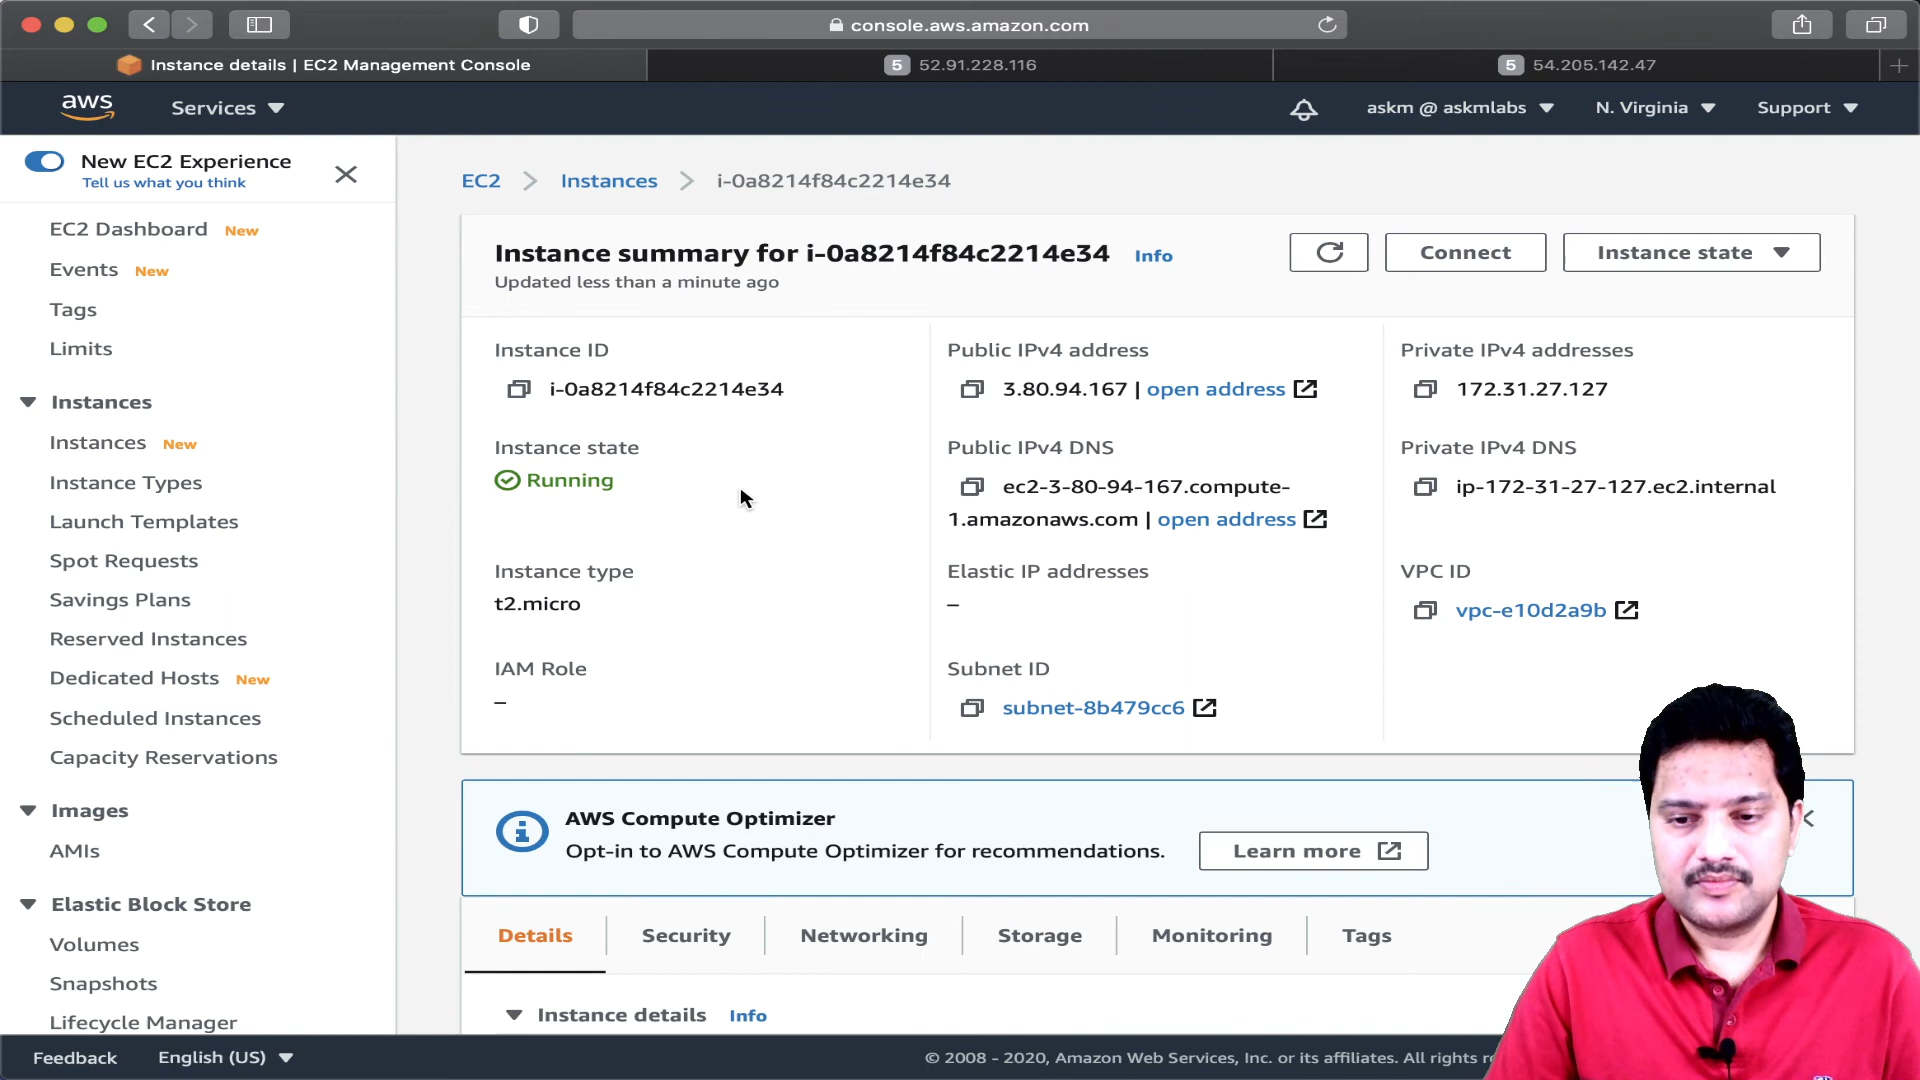 console.aws.amazon.com
Instance details | EC2 Management Console
5 52.91.228.116
5 54.205.142.47
aws
Services
askm @ askmlabs
N. Virginia
Support
New EC2 Experience
Tell us what you think
EC2 Dashboard New
Events New
Tags
Limits
Instances
Instances New
Instance Types
Launch Templates
Spot Requests
Savings Plans
Reserved Instances
Dedicated Hosts New
Scheduled Instances
Capacity Reservations
Images
AMIs
Elastic Block Store
Volumes
Snapshots
Lifecycle Manager
EC2 > Instances > i-0a8214f84c2214e34
Instance summary for i-0a8214f84c2214e34 Info
Updated less than a minute ago
Connect
Instance state
Instance ID
i-0a8214f84c2214e34
Public IPv4 address
3.80.94.167 | open address
Private IPv4 addresses
172.31.27.127
Instance state
Running
Public IPv4 DNS
ec2-3-80-94-167.compute-
1.amazonaws.com | open address
Private IPv4 DNS
ip-172-31-27-127.ec2.internal
Instance type
t2.micro
Elastic IP addresses
–
VPC ID
vpc-e10d2a9b
IAM Role
–
Subnet ID
subnet-8b479cc6
AWS Compute Optimizer
Opt-in to AWS Compute Optimizer for recommendations.
Learn more
Details
Security
Networking
Storage
Monitoring
Tags
Instance details Info
Feedback
English (US)
© 2008 - 2020, Amazon Web Services, Inc. or its affiliates. All rights